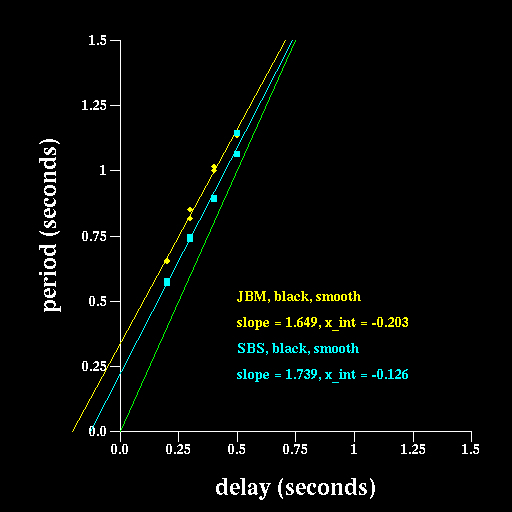 1.5
1.25
1
0.75
0.5
0.25
0.0
period (seconds)
JBM, black, smooth
slope = 1.649, x_int = -0.203
SBS, black, smooth
slope = 1.739, x_int = -0.126
0.0 0.25 0.5 0.75 1 1.25 1.5
delay (seconds)